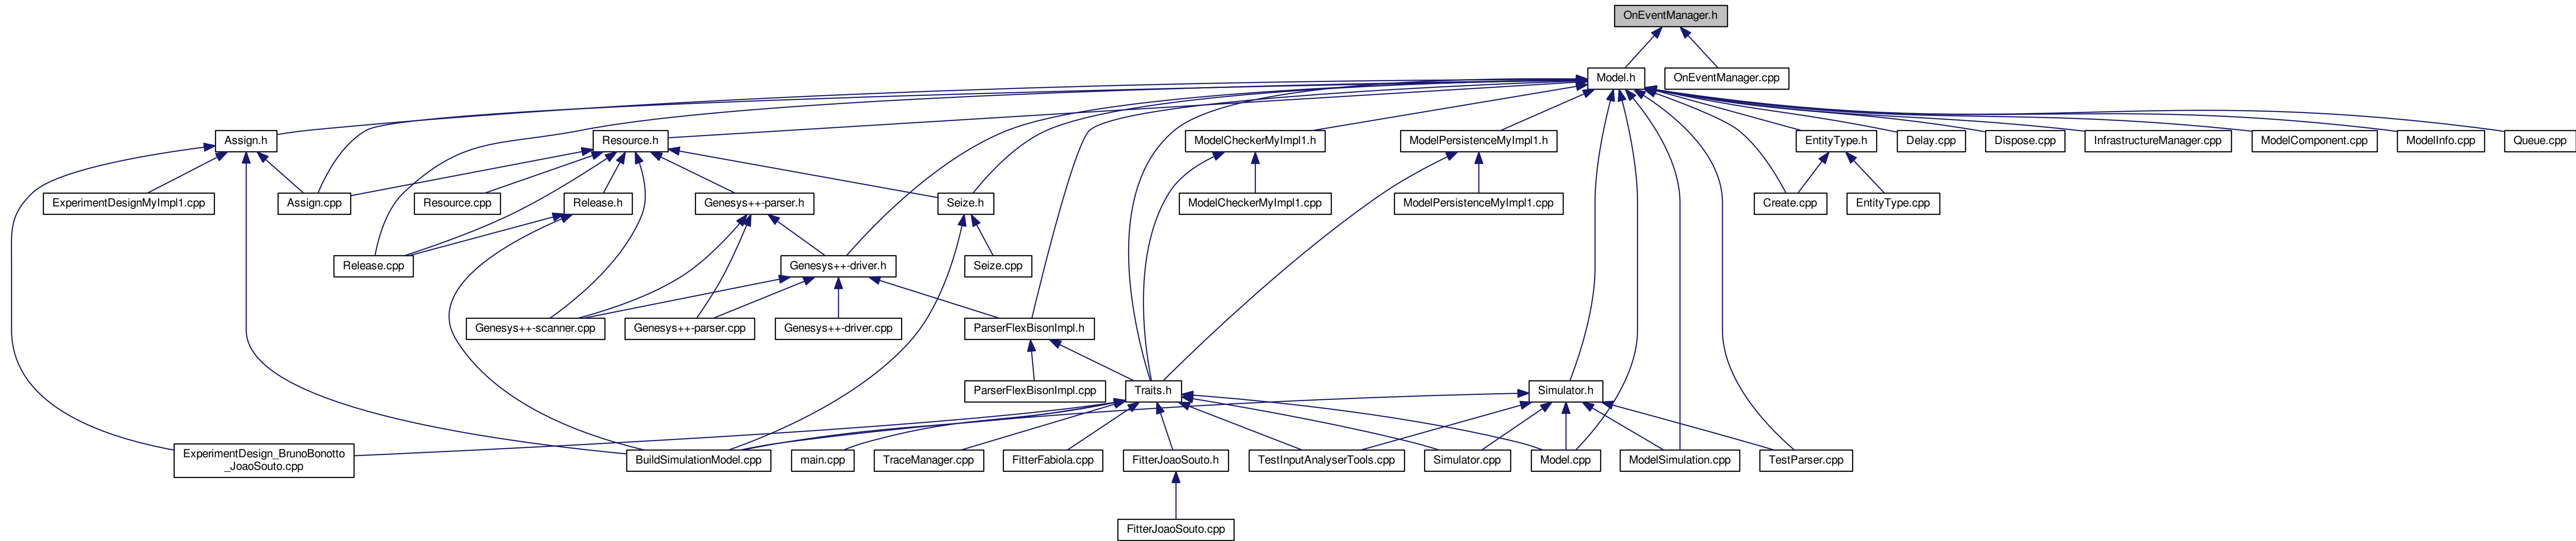 OnEventManager.h
Model.h
OnEventManager.cpp
Assign.h
Resource.h
ModelCheckerMyImpl1.h
ModelPersistenceMyImpl1.h
EntityType.h
Delay.cpp
Dispose.cpp
InfrastructureManager.cpp
ModelComponent.cpp
ModelInfo.cpp
Queue.cpp
ExperimentDesignMyImpl1.cpp
Assign.cpp
Resource.cpp
Release.h
Genesys++-parser.h
Seize.h
ModelCheckerMyImpl1.cpp
ModelPersistenceMyImpl1.cpp
Create.cpp
EntityType.cpp
Release.cpp
Genesys++-driver.h
Seize.cpp
Genesys++-scanner.cpp
Genesys++-parser.cpp
Genesys++-driver.cpp
ParserFlexBisonImpl.h
ParserFlexBisonImpl.cpp
Traits.h
Simulator.h
ExperimentDesign_BrunoBonotto
_JoaoSouto.cpp
BuildSimulationModel.cpp
main.cpp
TraceManager.cpp
FitterFabiola.cpp
FitterJoaoSouto.h
TestInputAnalyserTools.cpp
Simulator.cpp
Model.cpp
ModelSimulation.cpp
TestParser.cpp
FitterJoaoSouto.cpp